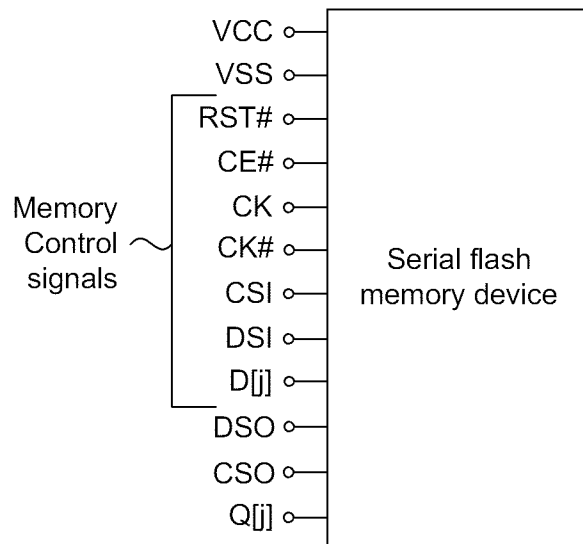 VCC
VSS
RST#
CE#
CK
CK#
CSI
DSI
D[j]
DSO
CSO
Q[j]
Memory
Control
signals
Serial flash
memory device